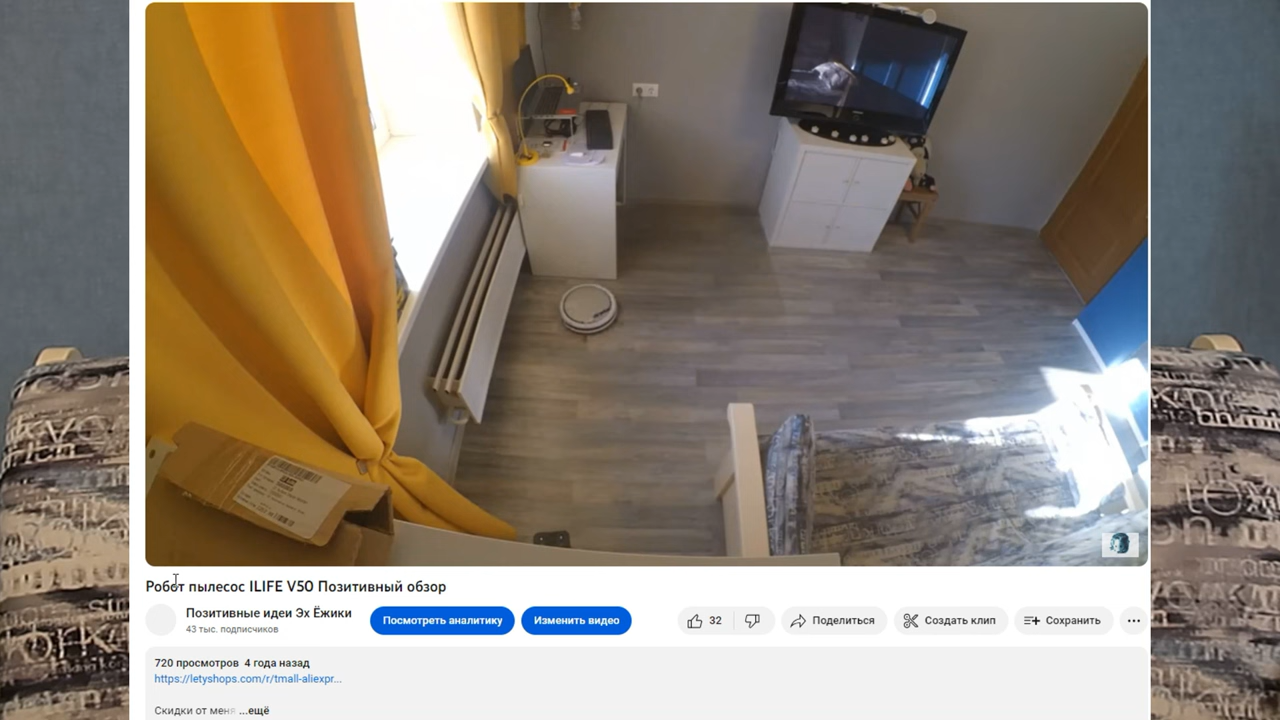 Робот пылесос ILIFE V50 Позитивный обзор
Позитивные идеи Эх Ёжики
43 тыс. подписчиков
Посмотреть аналитику
Изменить видео
32
Поделиться
Создать клип
Сохранить
720 просмотров 4 года назад
https://letyshops.com/r/tmall-aliexpr...
Скидки от меня ...ещё